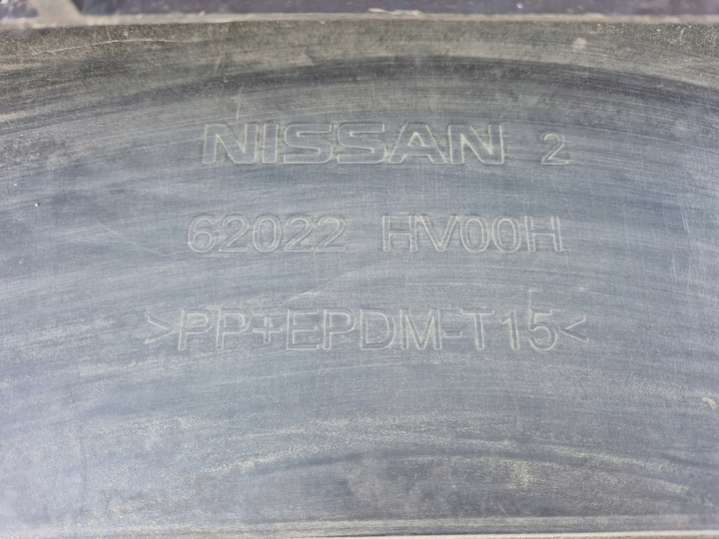 NISSAN 2
62022 HV00H
>PP+EPDM-T15<